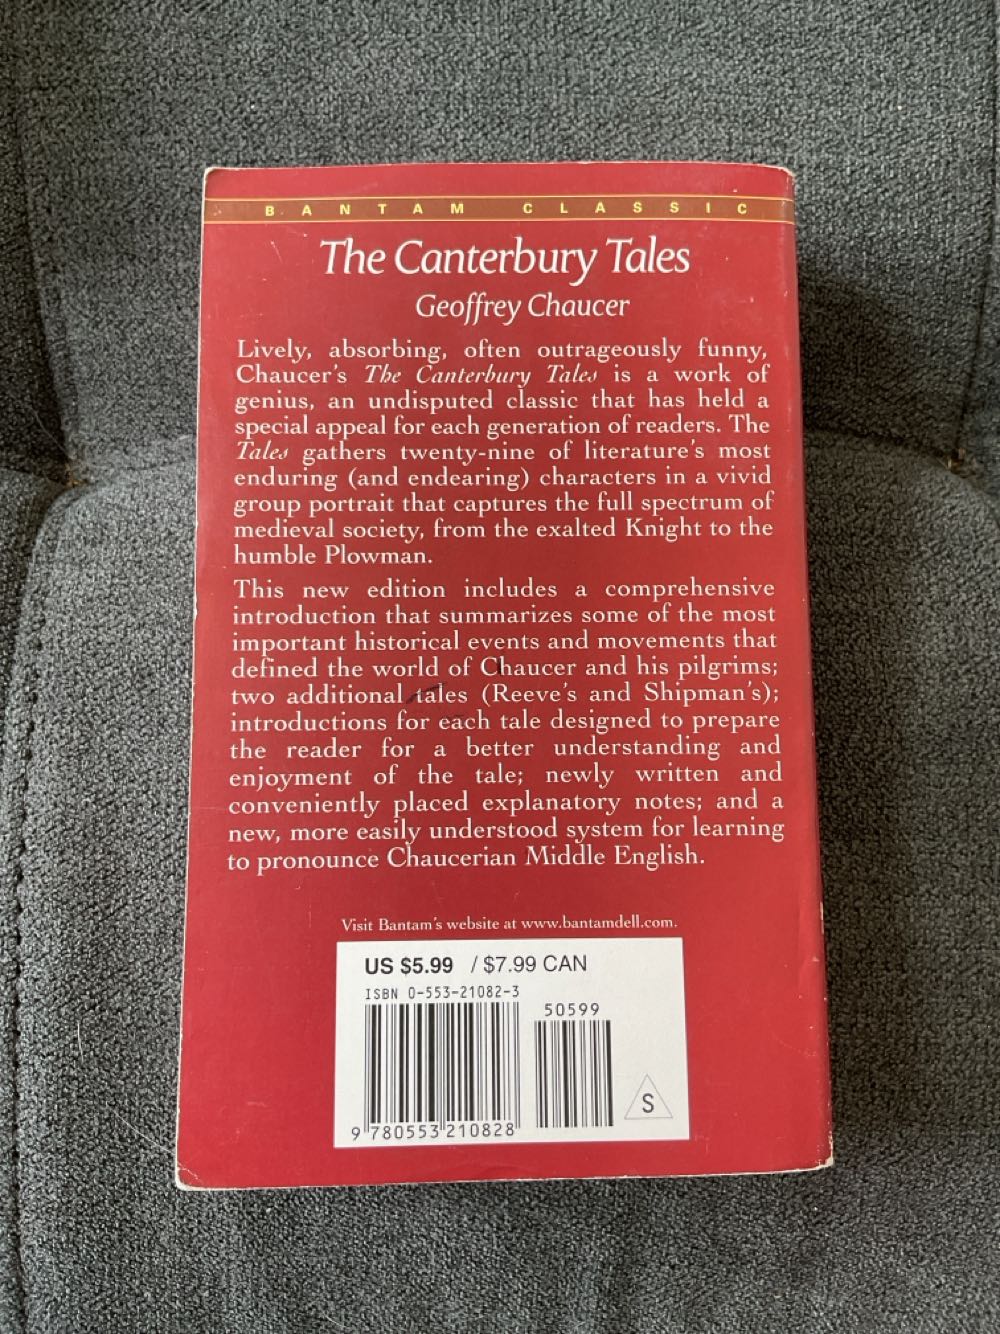 BANTAM CLASSIC
The Canterbury Tales
Geoffrey Chaucer
Lively, absorbing, often outrageously funny,
Chaucer's The Canterbury Tales is a work of
genius, an undisputed classic that has held a
special appeal for each generation of readers. The
Tales gathers twenty-nine of literature's most
enduring (and endearing) characters in a vivid
group portrait that captures the full spectrum of
medieval society, from the exalted Knight to the
humble Plowman.
This new edition includes a comprehensive
introduction that summarizes some of the most
important historical events and movements that
defined the world of Chaucer and his pilgrims;
two additional tales (Reeve's and Shipman's);
introductions for each tale designed to prepare
the reader for a better understanding and
enjoyment of the tale; newly written and
conveniently placed explanatory notes; and a
new, more easily understood system for learning
to pronounce Chaucerian Middle English.
Visit Bantam's website at www.bantamdell.com.
US $5.99 / $7.99 CAN
ISBN 0-553-21082-3
50599
S
9 780553 210828